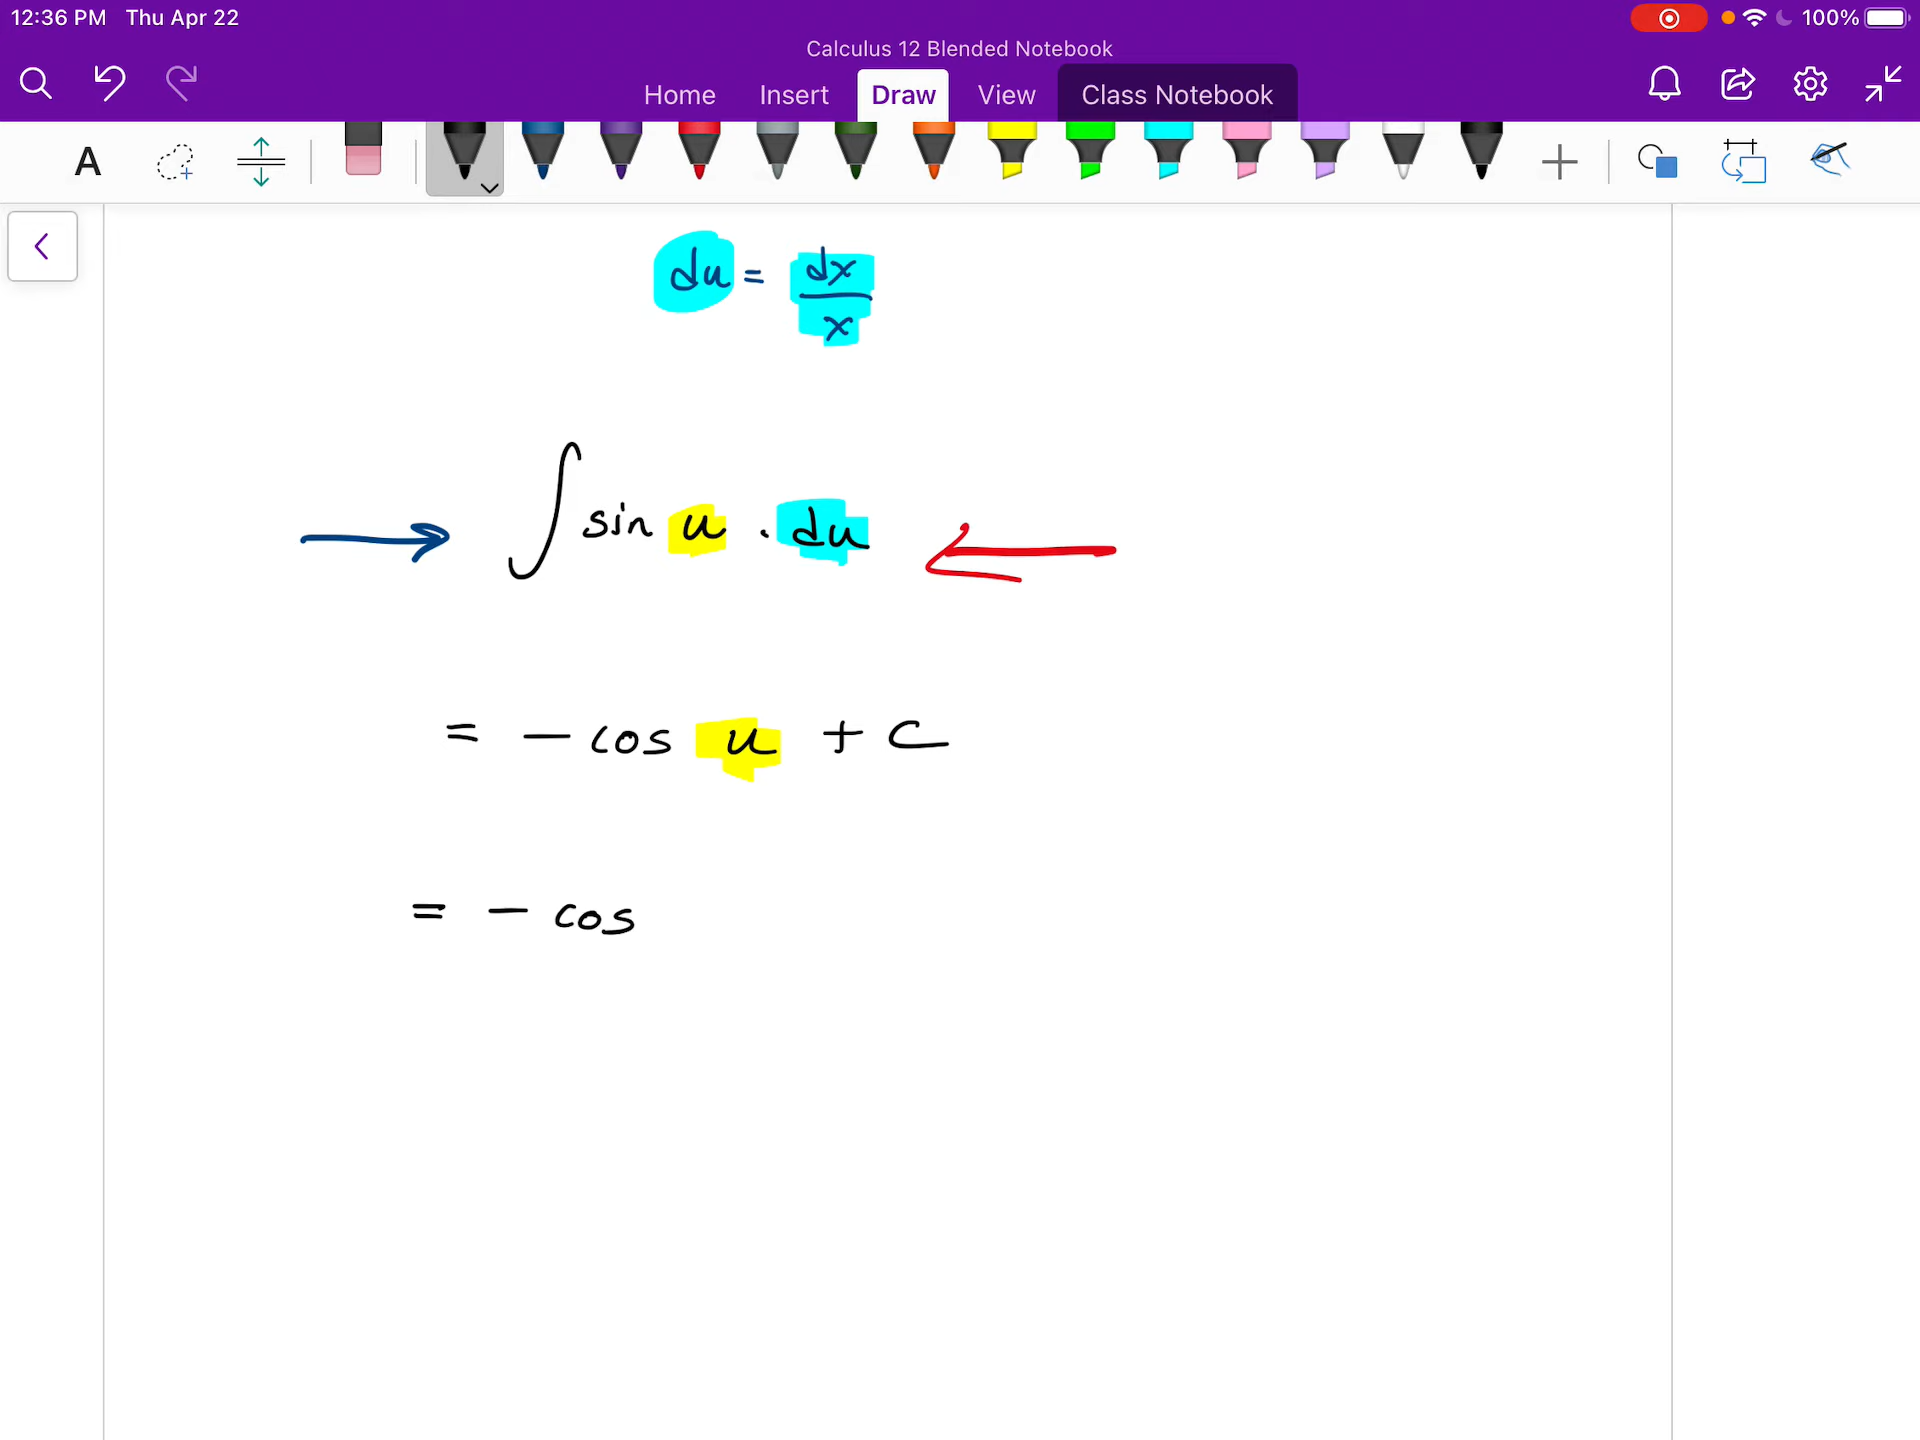 12:36 PM Thu Apr 22
100%
Calculus 12 Blended Notebook
Home Insert Draw View Class Notebook
A
du = dx/x
∫ sin u · du
= - cos u + C
= - cos